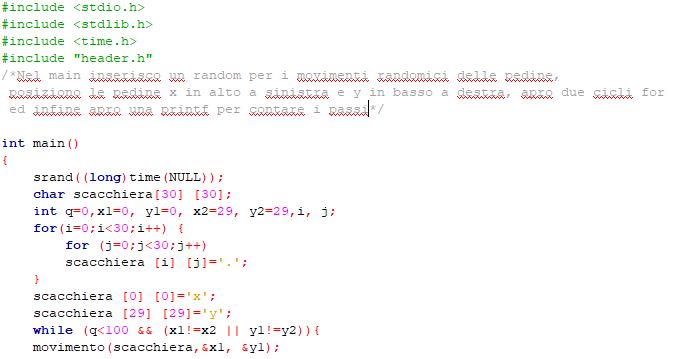 #include <stdio.h>
#include <stdlib.h>
#include <time.h>
#include "header.h"
/*Nel main inserisco un random per i movimenti randomici delle pedine,
posiziono le pedine x in alto a sinistra e y in basso a destra, apro due cicli for
ed infine apro una printf per contare i passi*/
int main()
{
srand((long)time(NULL));
char scacchiera[30] [30];
int q=0,x1=0, y1=0, x2=29, y2=29,i, j;
for(i=0;i<30;i++) {
for (j=0;j<30;j++)
scacchiera [i] [j]='.';
}
scacchiera [0] [0]='x';
scacchiera [29] [29]='y';
while (q<100 && (x1!=x2 || y1!=y2)){
movimento(scacchiera,&x1, &y1);